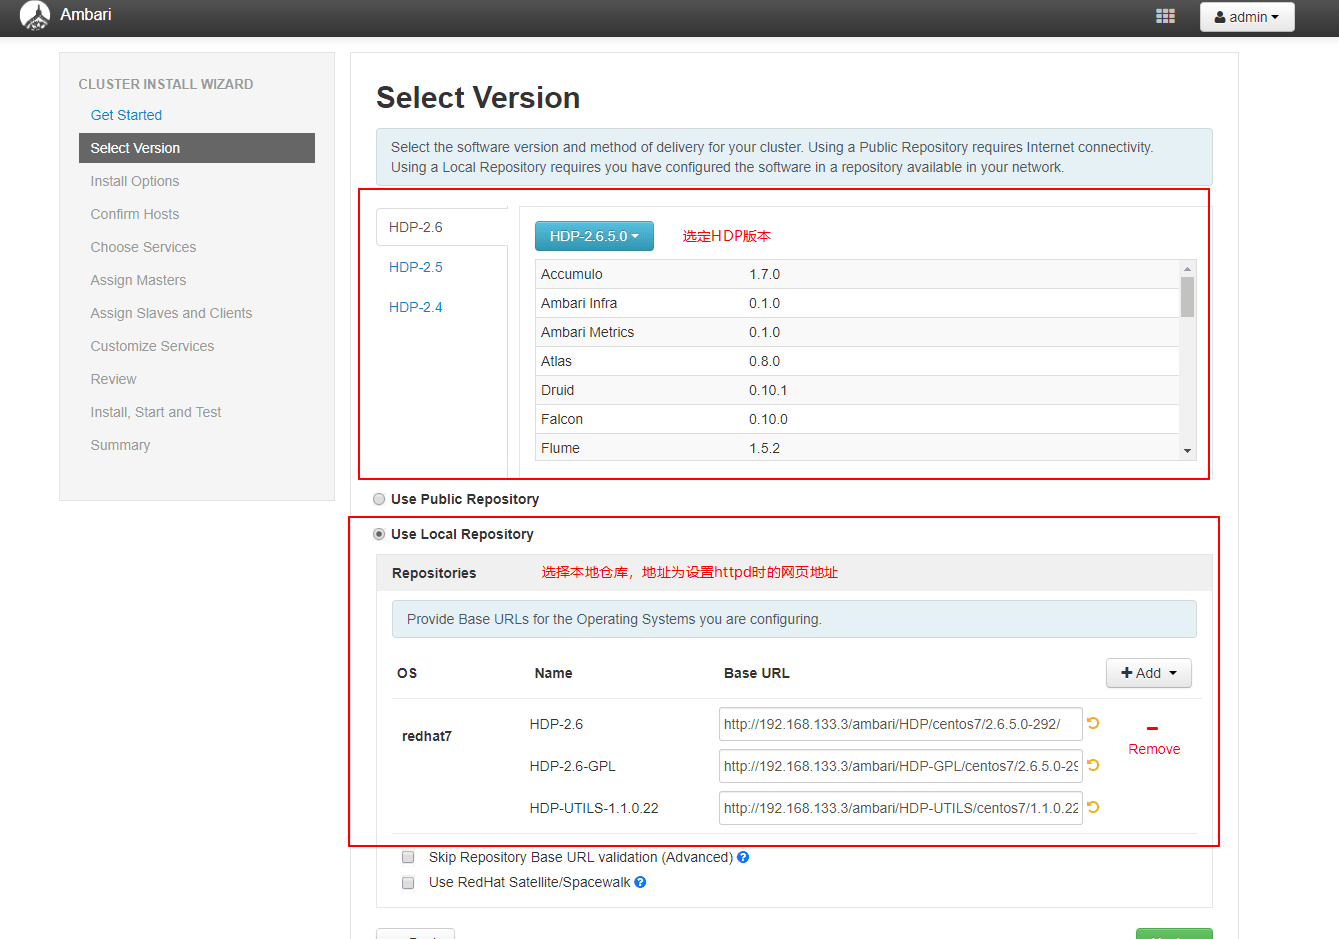 Ambari
admin
CLUSTER INSTALL WIZARD
Get Started
Select Version
Install Options
Confirm Hosts
Choose Services
Assign Masters
Assign Slaves and Clients
Customize Services
Review
Install, Start and Test
Summary
Select Version
Select the software version and method of delivery for your cluster. Using a Public Repository requires Internet connectivity.
Using a Local Repository requires you have configured the software in a repository available in your network.
HDP-2.6
HDP-2.5
HDP-2.4
HDP-2.6.5.0 选定HDP版本
Accumulo 1.7.0
Ambari Infra 0.1.0
Ambari Metrics 0.1.0
Atlas 0.8.0
Druid 0.10.1
Falcon 0.10.0
Flume 1.5.2
Use Public Repository
Use Local Repository
Repositories 选择本地仓库，地址为设置httpd时的网页地址
Provide Base URLs for the Operating Systems you are configuring.
OS Name Base URL Add
redhat7
HDP-2.6 http://192.168.133.3/ambari/HDP/centos7/2.6.5.0-292/
Remove
HDP-2.6-GPL http://192.168.133.3/ambari/HDP-GPL/centos7/2.6.5.0-29
HDP-UTILS-1.1.0.22 http://192.168.133.3/ambari/HDP-UTILS/centos7/1.1.0.22
Skip Repository Base URL validation (Advanced)
Use RedHat Satellite/Spacewalk